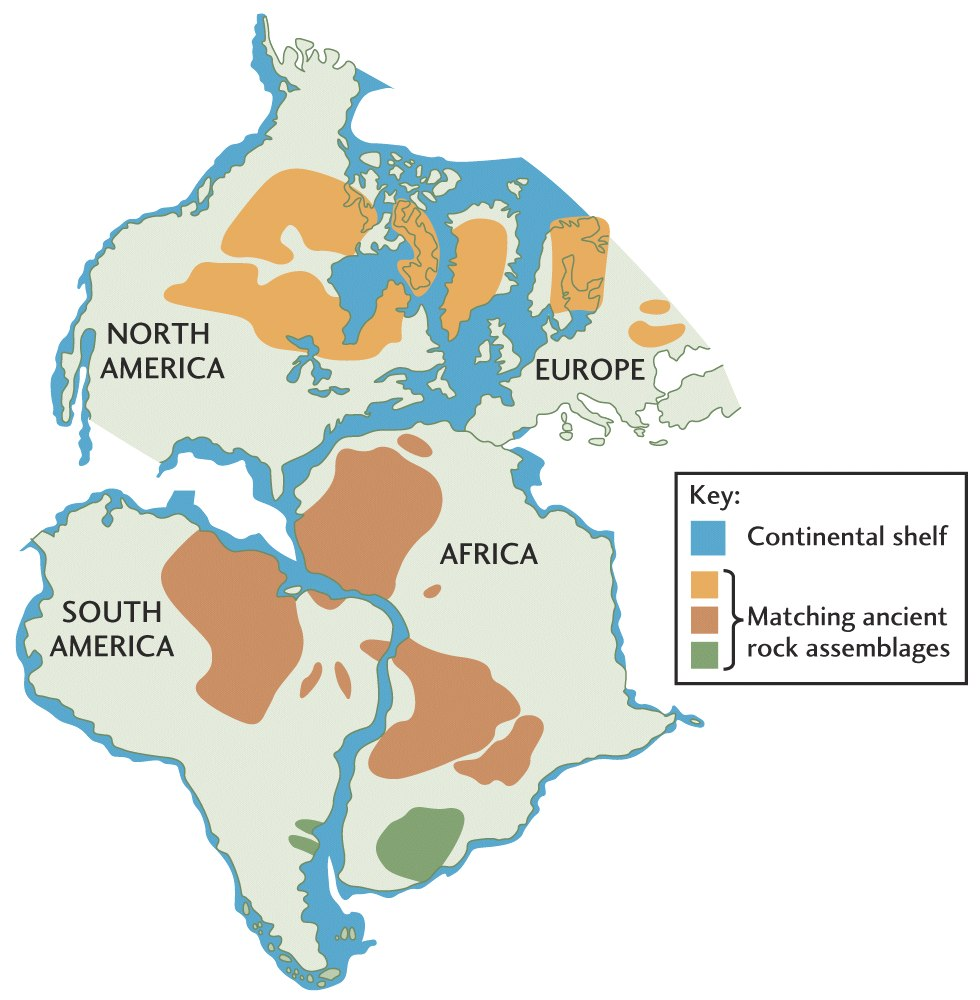 NORTH
AMERICA
EUROPE
AFRICA
SOUTH
AMERICA
Key:
Continental shelf
Matching ancient
rock assemblages